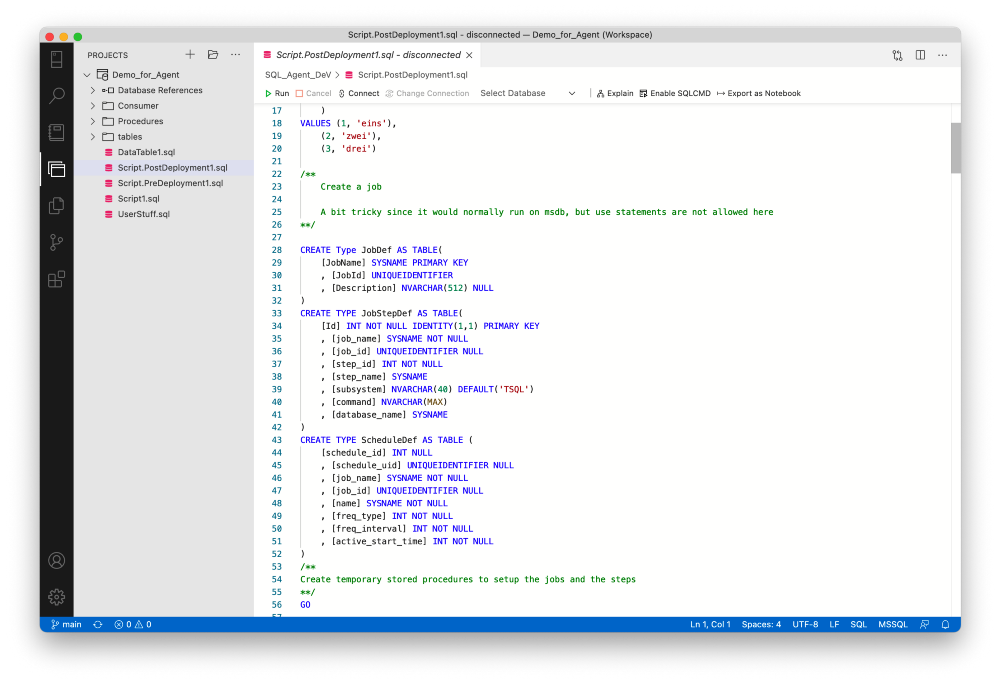 Script.PostDeployment1.sql - disconnected — Demo_for_Agent (Workspace)
PROJECTS
Demo_for_Agent
Database References
Consumer
Procedures
tables
DataTable1.sql
Script.PostDeployment1.sql
Script.PreDeployment1.sql
Script1.sql
UserStuff.sql
Script.PostDeployment1.sql - disconnected
SQL_Agent_DeV > Script.PostDeployment1.sql
Run Cancel Connect Change Connection Select Database Explain Enable SQLCMD Export as Notebook
17 )
18 VALUES (1, 'eins'),
19 (2, 'zwei'),
20 (3, 'drei')
21
22 /**
23 Create a job
24
25 A bit tricky since it would normally run on msdb, but use statements are not allowed here
26 **/
27
28 CREATE Type JobDef AS TABLE(
29 [JobName] SYSNAME PRIMARY KEY
30 , [JobId] UNIQUEIDENTIFIER
31 , [Description] NVARCHAR(512) NULL
32 )
33 CREATE TYPE JobStepDef AS TABLE(
34 [Id] INT NOT NULL IDENTITY(1,1) PRIMARY KEY
35 , [job_name] SYSNAME NOT NULL
36 , [job_id] UNIQUEIDENTIFIER NULL
37 , [step_id] INT NOT NULL
38 , [step_name] SYSNAME
39 , [subsystem] NVARCHAR(40) DEFAULT('TSQL')
40 , [command] NVARCHAR(MAX)
41 , [database_name] SYSNAME
42 )
43 CREATE TYPE ScheduleDef AS TABLE (
44 [schedule_id] INT NULL
45 , [schedule_uid] UNIQUEIDENTIFIER NULL
46 , [job_name] SYSNAME NOT NULL
47 , [job_id] UNIQUEIDENTIFIER NULL
48 , [name] SYSNAME NOT NULL
49 , [freq_type] INT NOT NULL
50 , [freq_interval] INT NOT NULL
51 , [active_start_time] INT NOT NULL
52 )
53 /**
54 Create temporary stored procedures to setup the jobs and the steps
55 **/
56 GO
57
main 0 0 Ln 1, Col 1 Spaces: 4 UTF-8 LF SQL MSSQL